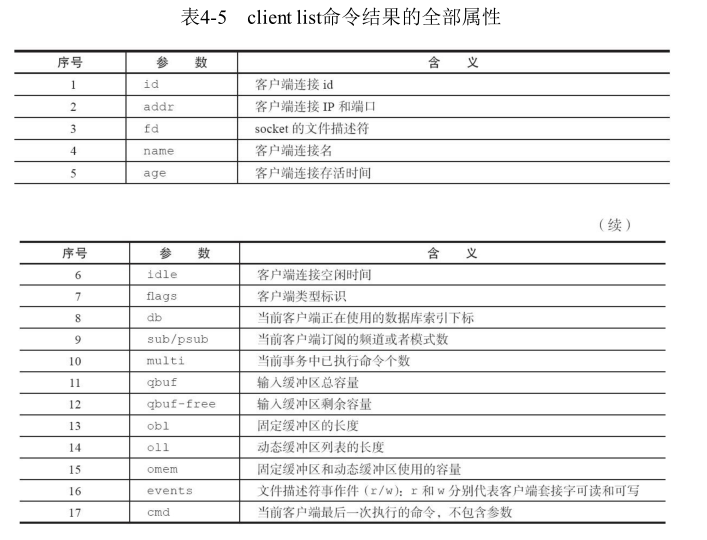 表4-5 client list命令结果的全部属性
序号 参 数 含 义
1 id 客户端连接 id
2 addr 客户端连接 IP 和端口
3 fd socket 的文件描述符
4 name 客户端连接名
5 age 客户端连接存活时间
（续）
序号 参 数 含 义
6 idle 客户端连接空闲时间
7 flags 客户端类型标识
8 db 当前客户端正在使用的数据库索引下标
9 sub/psub 当前客户端订阅的频道或者模式数
10 multi 当前事务中已执行命令个数
11 qbuf 输入缓冲区总容量
12 qbuf-free 输入缓冲区剩余容量
13 obl 固定缓冲区的长度
14 oll 动态缓冲区列表的长度
15 omem 固定缓冲区和动态缓冲区使用的容量
16 events 文件描述符事作件（r/w）：r 和 w 分别代表客户端套接字可读和可写
17 cmd 当前客户端最后一次执行的命令，不包含参数